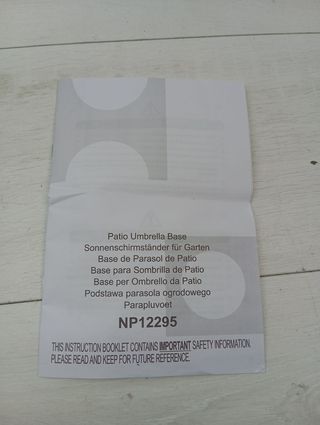 Patio Umbrella Base
Sonnenschirmständer für Garten
Base de Parasol de Patio
Base para Sombrilla de Patio
Base per Ombrello da Patio
Podstawa parasola ogrodowego
Parapluvoet
NP12295
THIS INSTRUCTION BOOKLET CONTAINS IMPORTANT SAFETY INFORMATION.
PLEASE READ AND KEEP FOR FUTURE REFERENCE.